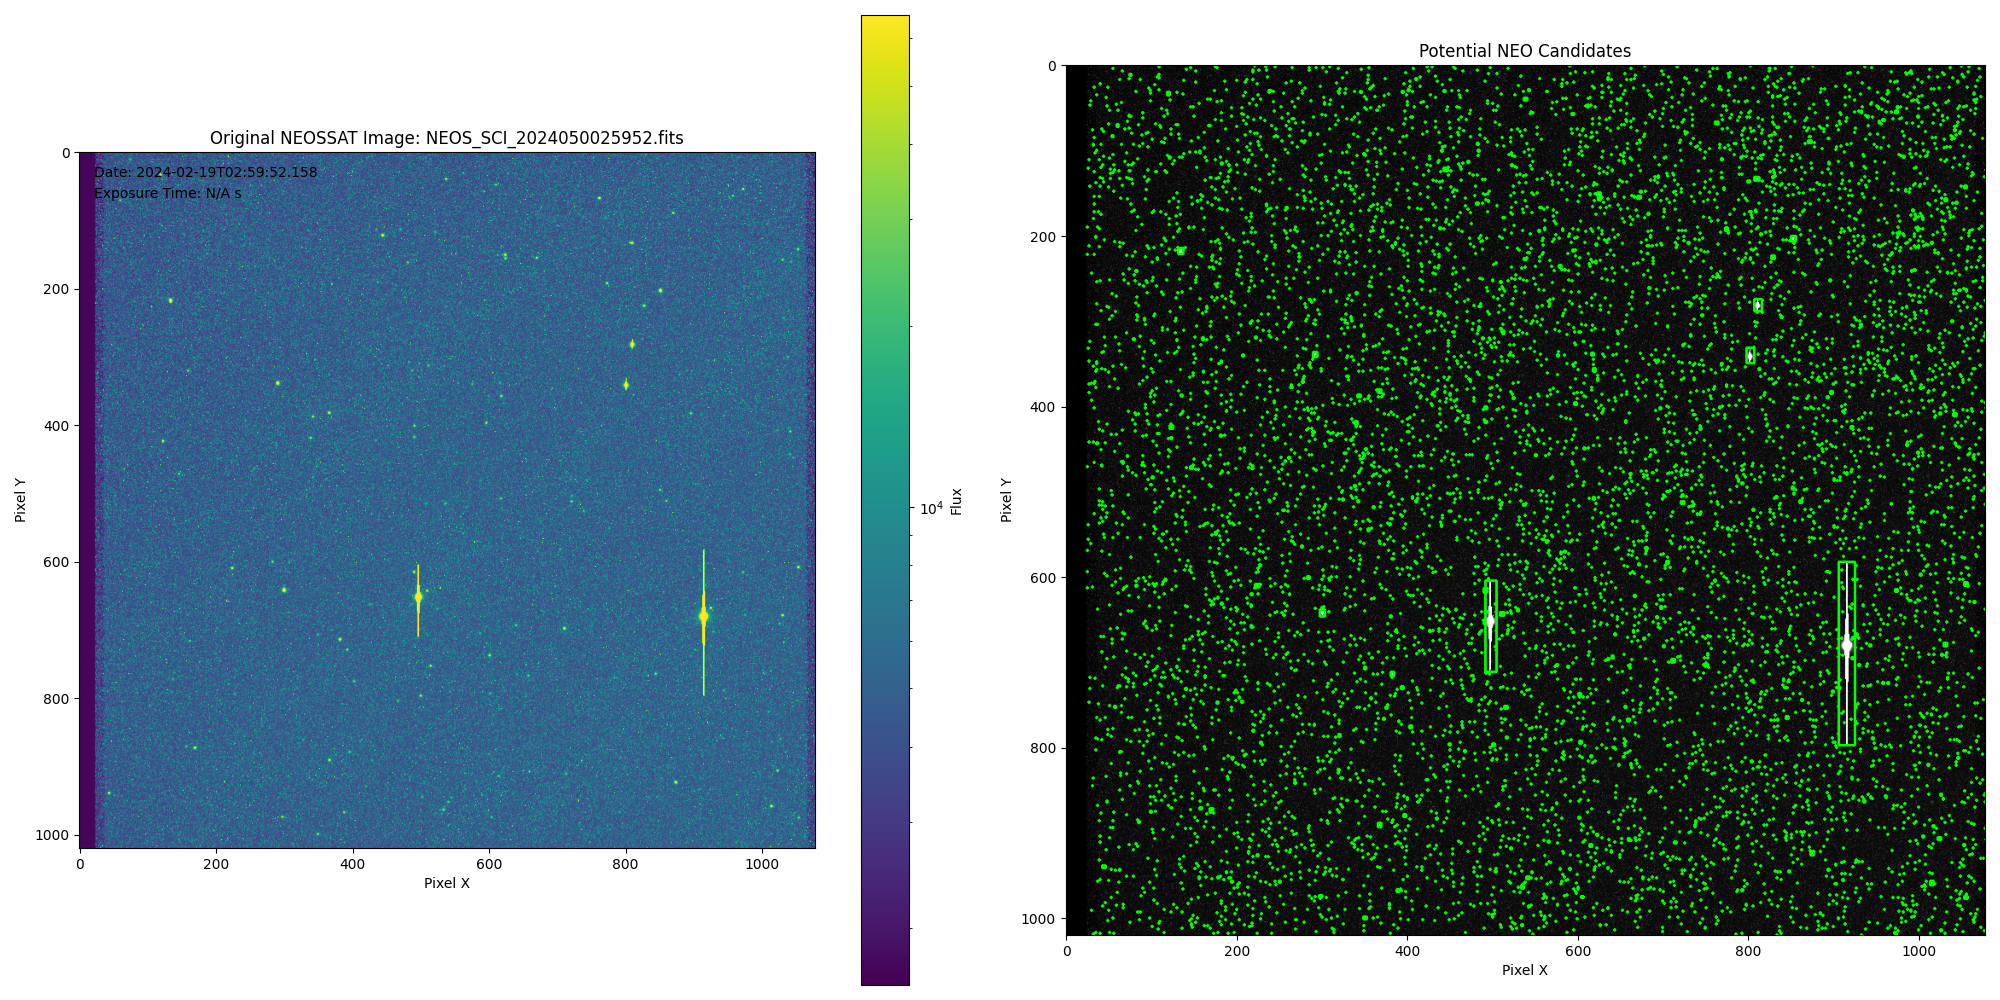 Original NEOSSAT Image: NEOS_SCI_2024050025952.fits
Date: 2024-02-19T02:59:52.158
Exposure Time: N/A s
0
200
400
600
800
1000
Pixel Y
0
200
400
600
800
1000
Pixel X
10^4
Flux
Potential NEO Candidates
0
200
400
600
800
1000
Pixel Y
0
200
400
600
800
1000
Pixel X